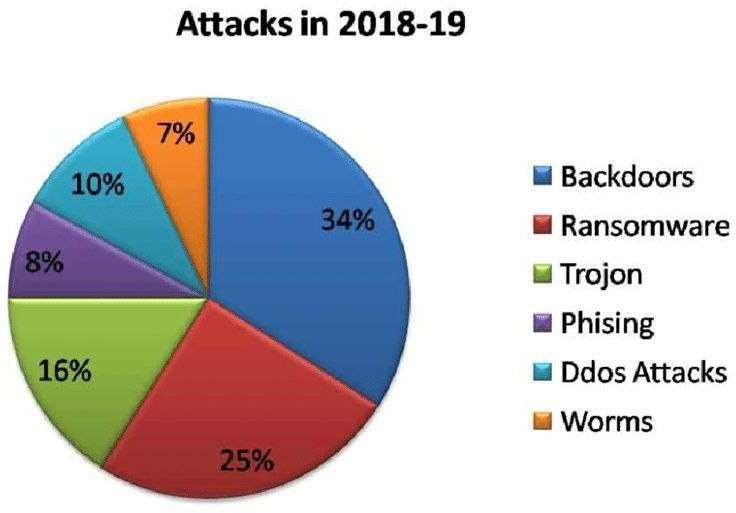 Attacks in 2018-19
7%
10%
34%
8%
16%
25%
Backdoors
Ransomware
Trojon
Phising
Ddos Attacks
Worms